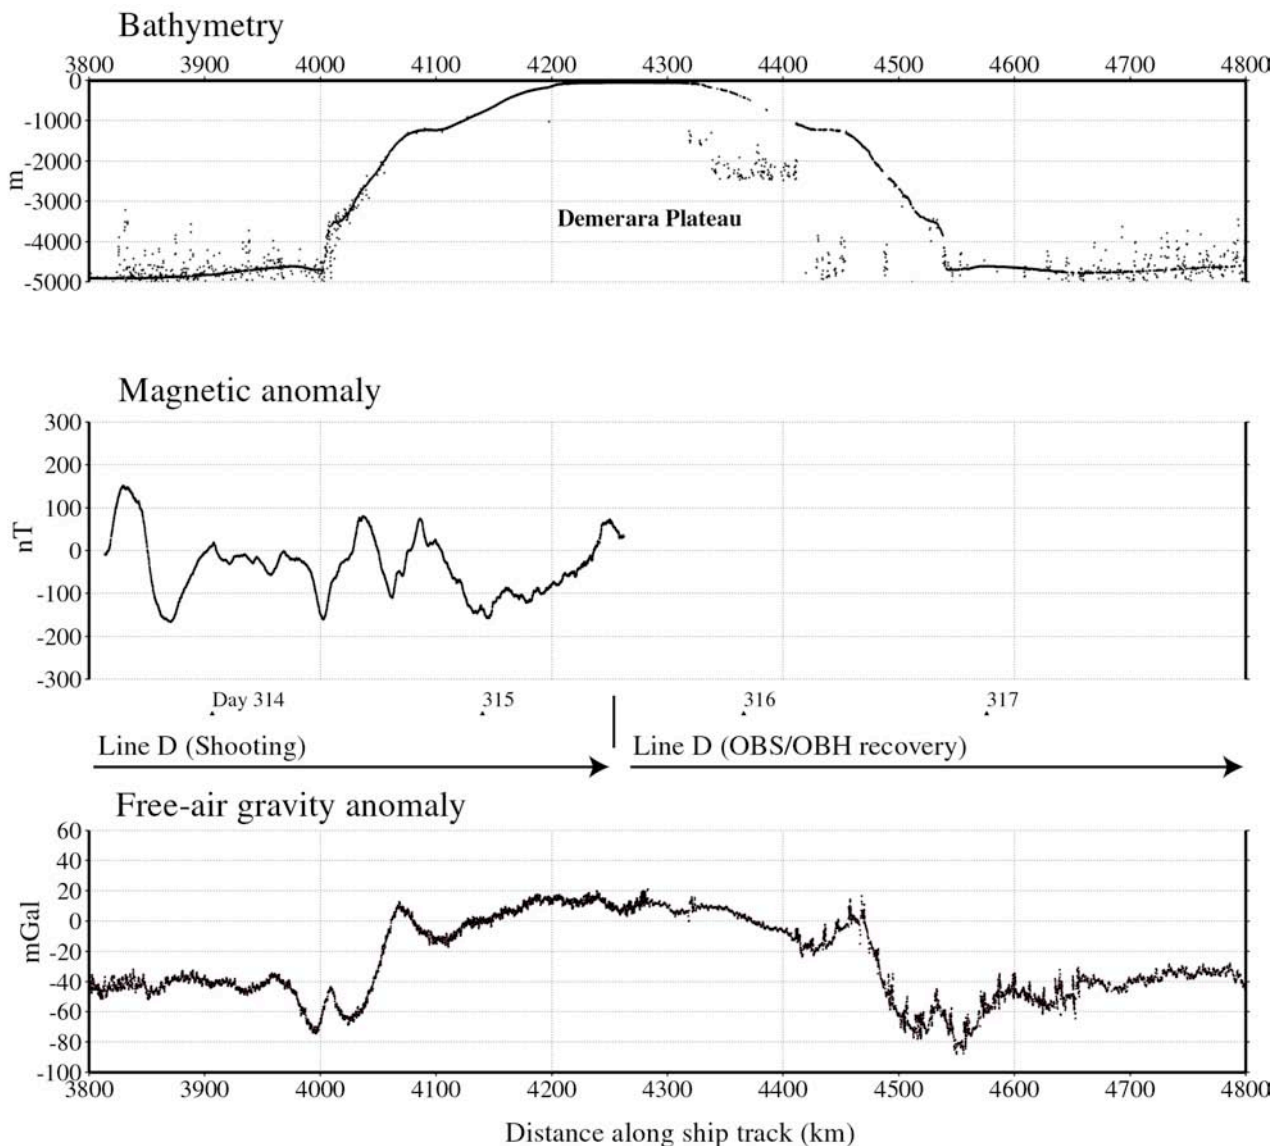 Bathymetry
3800 3900 4000 4100 4200 4300 4400 4500 4600 4700 4800
0
-1000
-2000
-3000
-4000
-5000
m
Demerara Plateau
Magnetic anomaly
300
200
100
0
-100
-200
-300
nT
Day 314 315 316 317
Line D (Shooting) Line D (OBS/OBH recovery)
Free-air gravity anomaly
60
40
20
0
-20
-40
-60
-80
-100
mGal
3800 3900 4000 4100 4200 4300 4400 4500 4600 4700 4800
Distance along ship track (km)